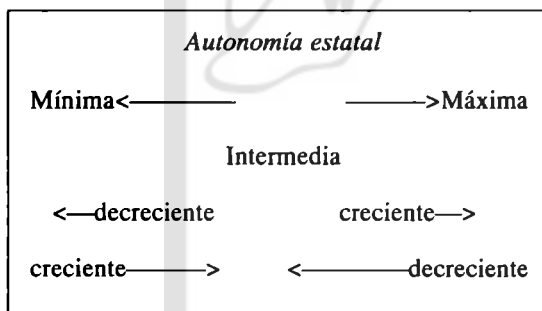 Autonomía estatal
Mínima<———— ————>Máxima
Intermedia
<—decreciente creciente—>
creciente————> <————decreciente